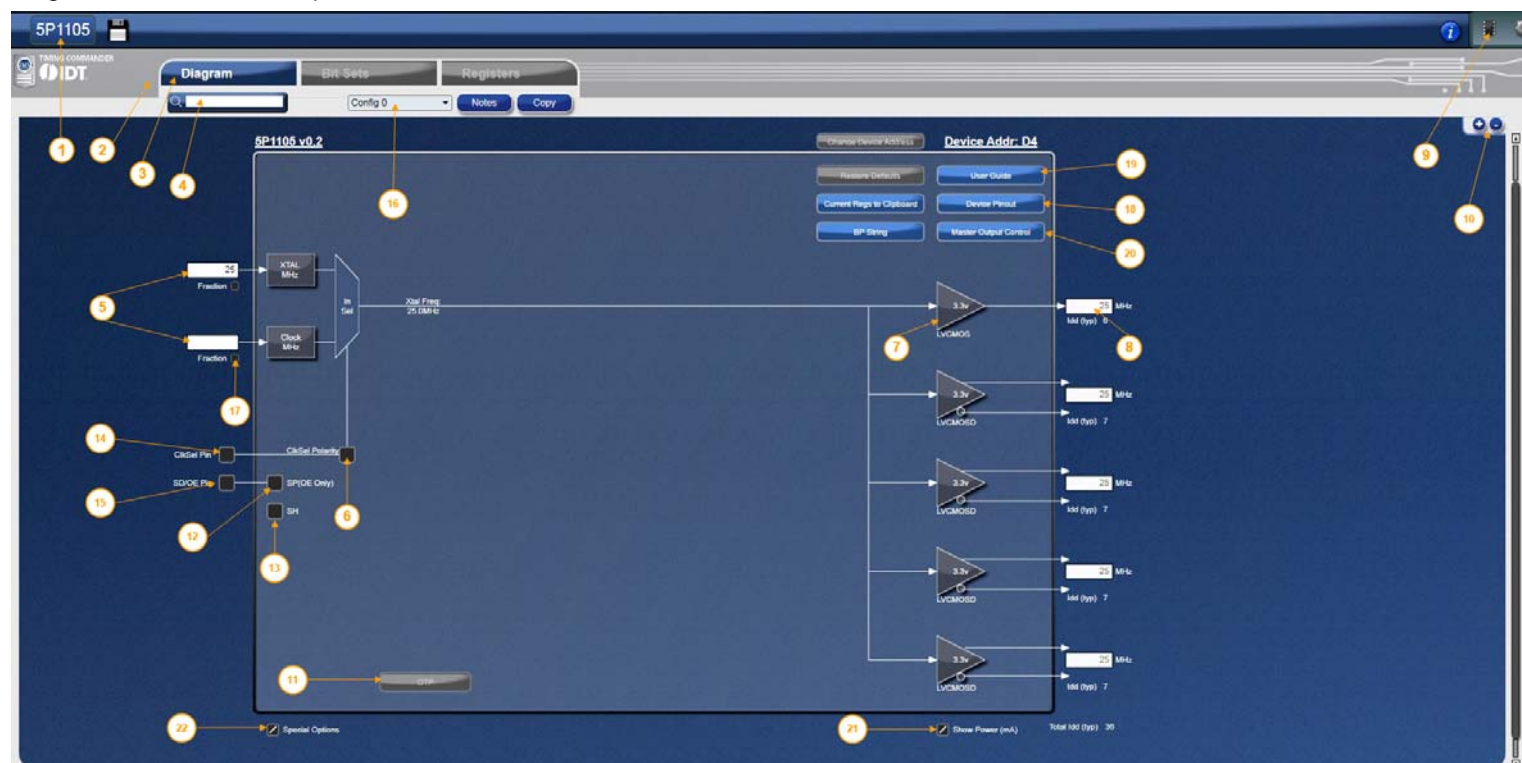 5P1105
i
TIMING COMMANDER
IDT
Diagram
Bit Sets
Registers
Config 0
Notes
Copy
1
2
3
4
16
9
10
5P1105 v0.2
Change Device Address
Device Addr: D4
Restore Defaults
User Guide
19
Current Regs to Clipboard
Device Pinout
18
BP String
Master Output Control
20
25
XTAL
MHz
Fraction
5
In
Sel
Xtal Freq:
25.0MHz
Clock
MHz
Fraction
17
3.3v
LVCMOS
7
25 MHz
Idd (typ) 6
8
3.3v
LVCMOSD
25 MHz
Idd (typ) 7
14
ClkSel Pin
ClkSel Polarity
6
SD/OE Pin
15
SP(OE Only)
12
SH
13
3.3v
LVCMOSD
25 MHz
Idd (typ) 7
3.3v
LVCMOSD
25 MHz
Idd (typ) 7
3.3v
LVCMOSD
25 MHz
Idd (typ) 7
11
OTP
22
Special Options
21
Show Power (mA)
Total Idd (typ) 36